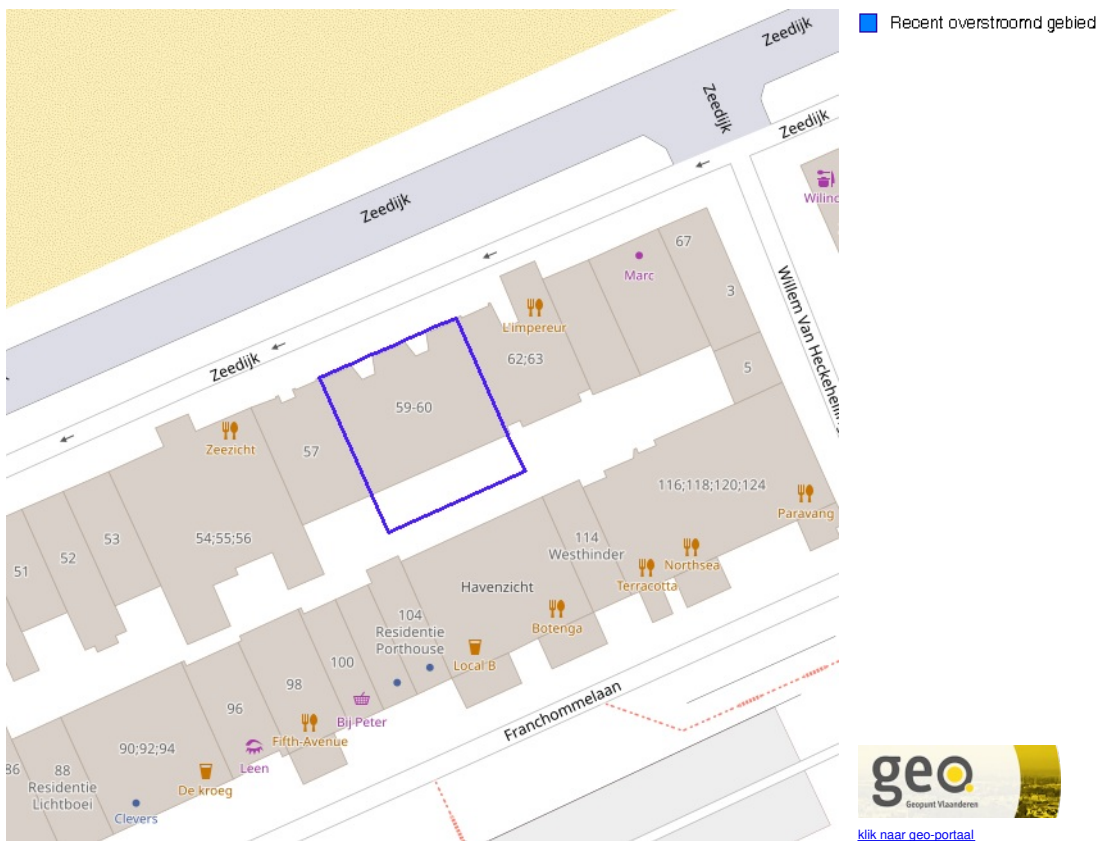 Recent overstroomd gebied
Zeedijk
Zeedijk
Zeedijk
Zeedijk
Zeedijk
Marc
67
3
5
L'impereur
62;63
59-60
57
Zeezicht
54;55;56
53
52
51
Willem Van Heckehelling
116;118;120;124
Paravang
114
Westhinder
Northsea
Terracotta
Havenzicht
Botenga
104
Residentie
Porthouse
Local B
100
98
Bij Peter
96
Fifth-Avenue
Leen
90;92;94
De kroeg
86
88
Residentie
Lichtboei
Clevers
Franchommelaan
geo.
Geopunt Vlaanderen
klik naar geo-portaal